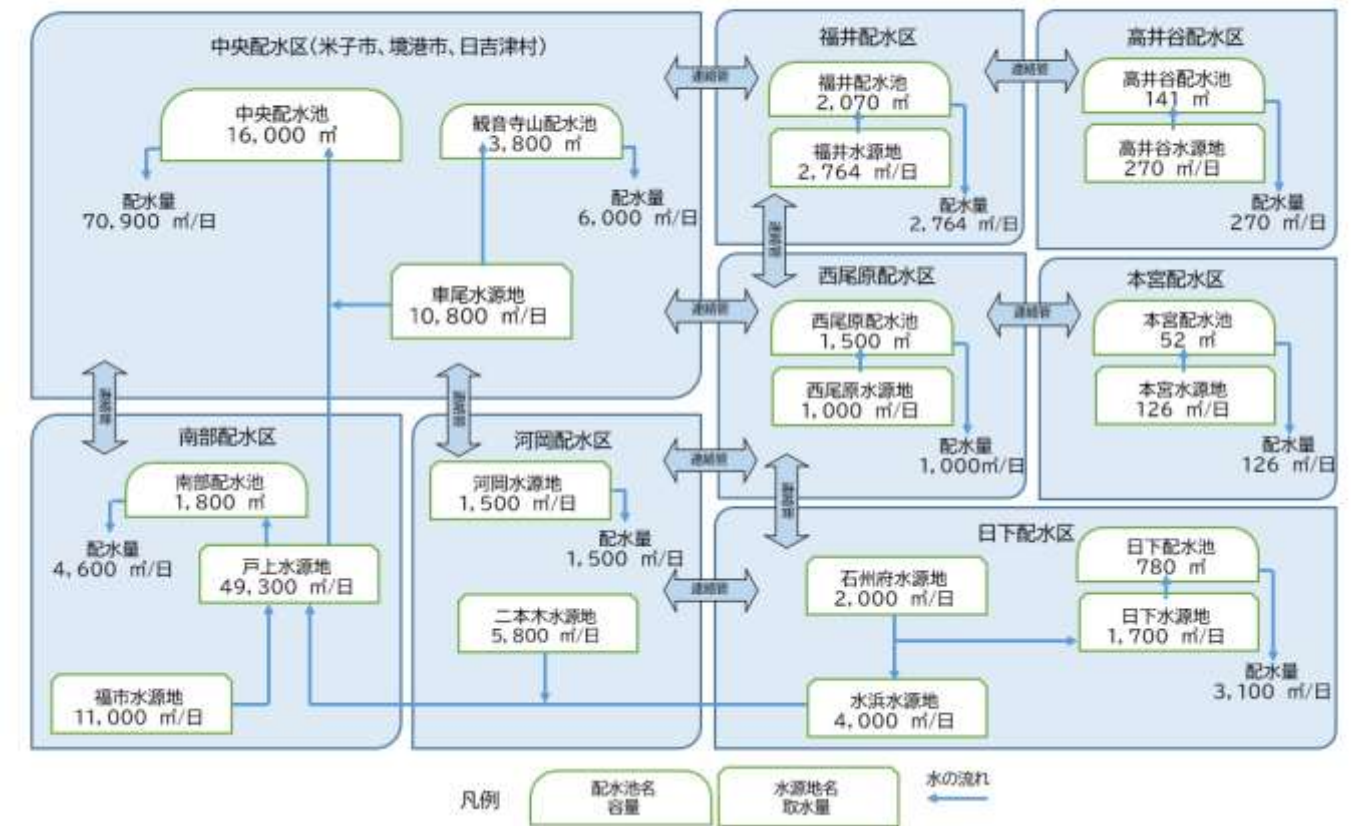 中央配水区(米子市、境港市、日吉津村)
中央配水池
16,000 ㎥
観音寺山配水池
3,800 ㎥
配水量
70,900 ㎥/日
配水量
6,000 ㎥/日
車尾水源地
10,800 ㎥/日
連絡管
福井配水区
福井配水池
2,070 ㎥
福井水源地
2,764 ㎥/日
配水量
2,764 ㎥/日
連絡管
高井谷配水区
高井谷配水池
141 ㎥
高井谷水源地
270 ㎥/日
配水量
270 ㎥/日
連絡管
連絡管
西尾原配水区
西尾原配水池
1,500 ㎥
西尾原水源地
1,000 ㎥/日
配水量
1,000㎥/日
連絡管
本宮配水区
本宮配水池
52 ㎥
本宮水源地
126 ㎥/日
配水量
126 ㎥/日
連絡管
連絡管
南部配水区
南部配水池
1,800 ㎥
配水量
4,600 ㎥/日
戸上水源地
49,300 ㎥/日
福市水源地
11,000 ㎥/日
河岡配水区
河岡水源地
1,500 ㎥/日
配水量
1,500 ㎥/日
二本木水源地
5,800 ㎥/日
連絡管
連絡管
連絡管
日下配水区
石州府水源地
2,000 ㎥/日
日下配水池
780 ㎥
日下水源地
1,700 ㎥/日
配水量
3,100 ㎥/日
水浜水源地
4,000 ㎥/日
凡例
配水池名
容量
水源地名
取水量
水の流れ